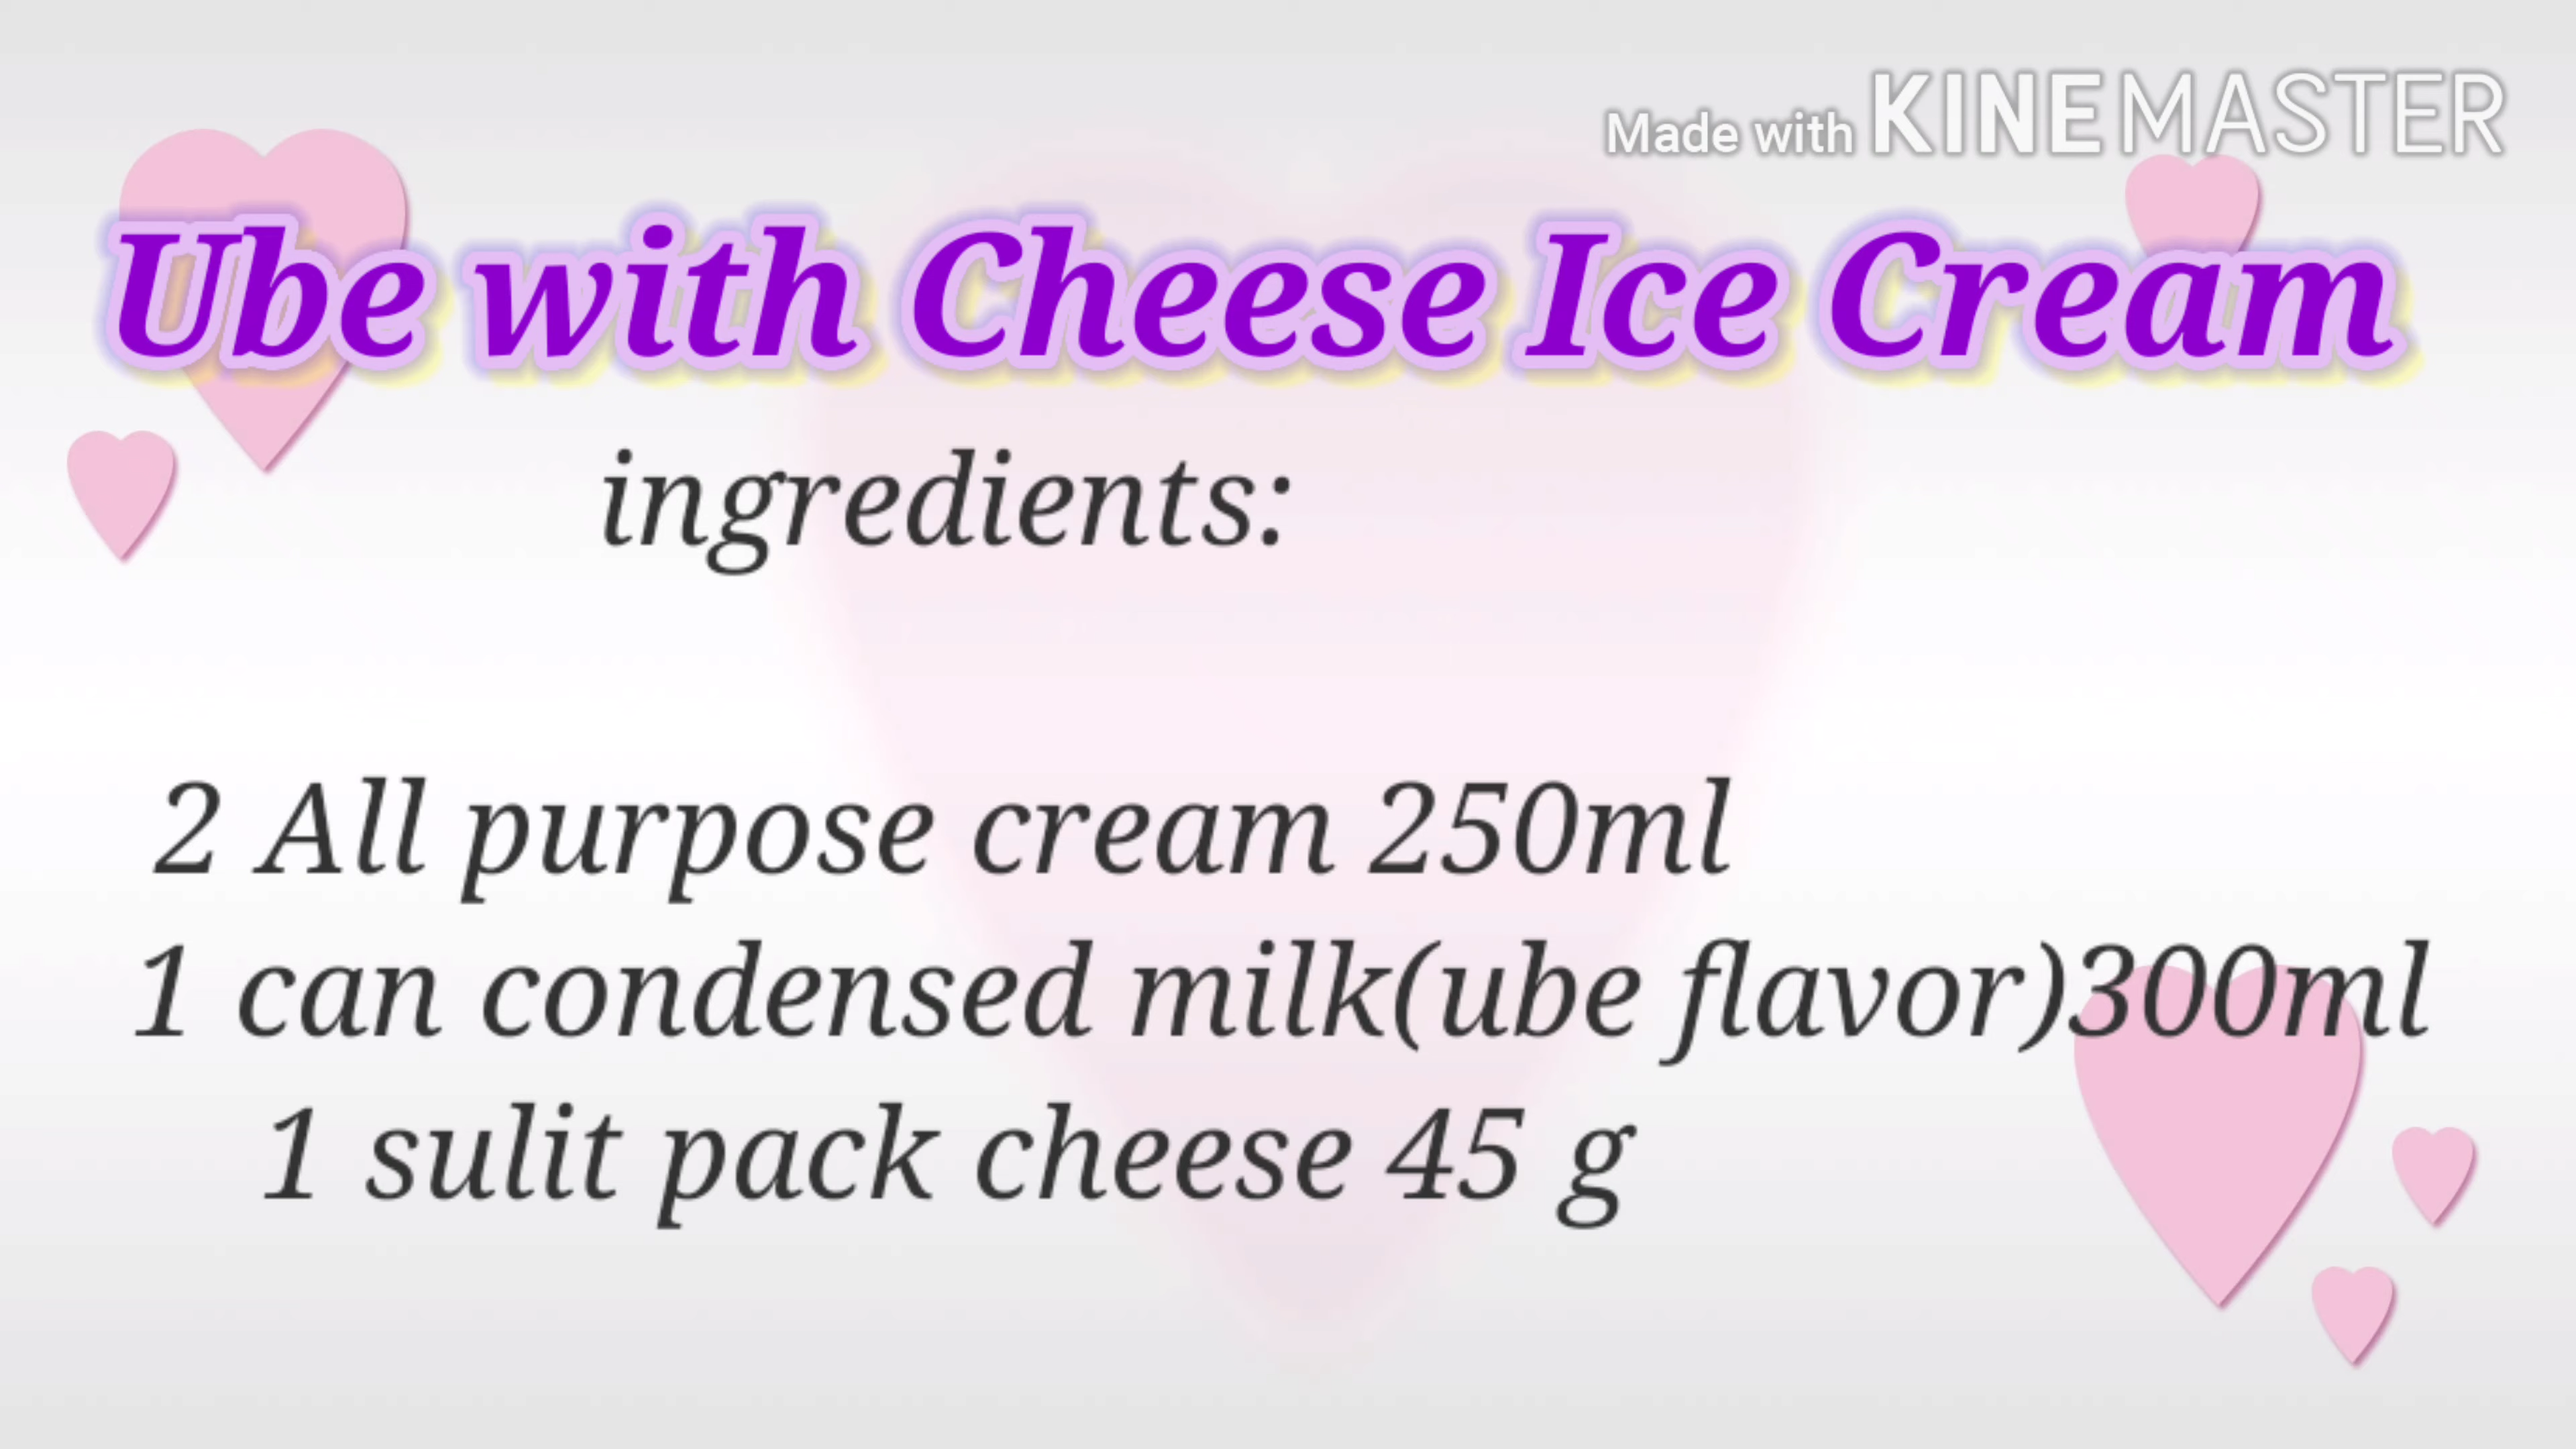 Made with KINEMASTER
Ube with Cheese Ice Cream
ingredients:
2 All purpose cream 250ml
1 can condensed milk(ube flavor)300ml
1 sulit pack cheese 45 g